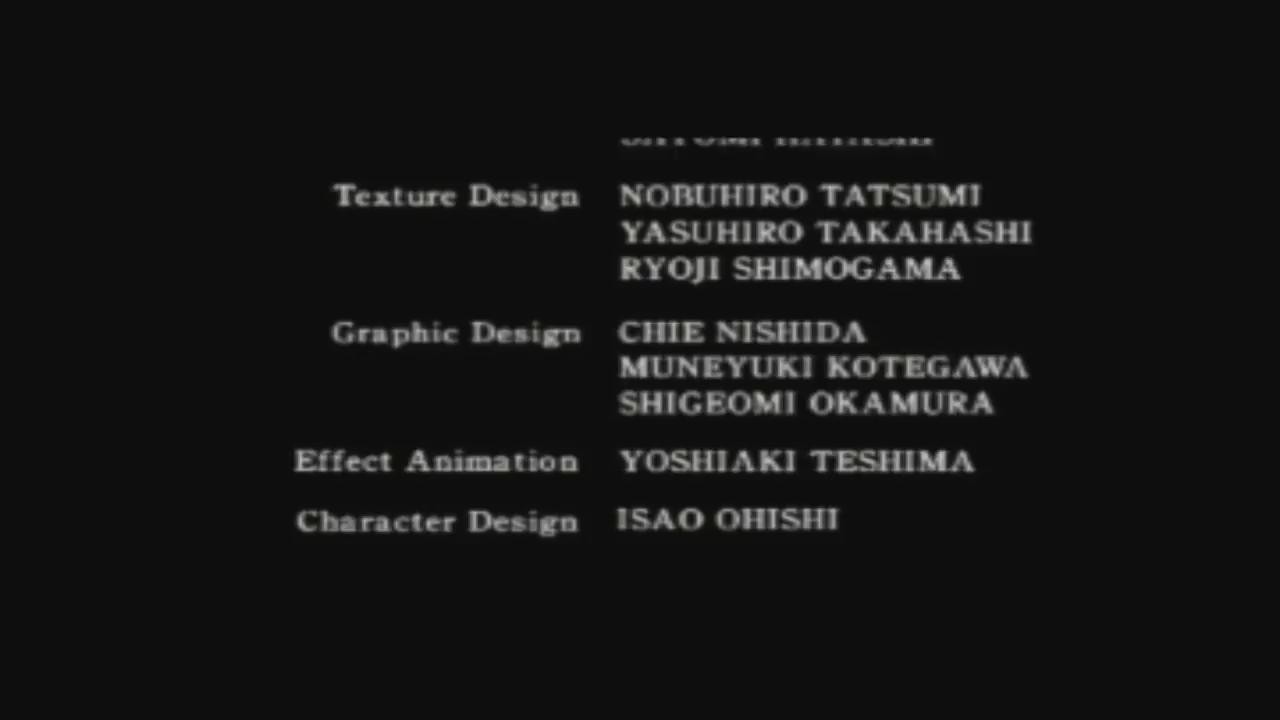 Texture Design NOBUHIRO TATSUMI
YASUHIRO TAKAHASHI
RYOJI SHIMOGAMA
Graphic Design CHIE NISHIDA
MUNEYUKI KOTEGAWA
SHIGEOMI OKAMURA
Effect Animation YOSHIAKI TESHIMA
Character Design ISAO OHISHI